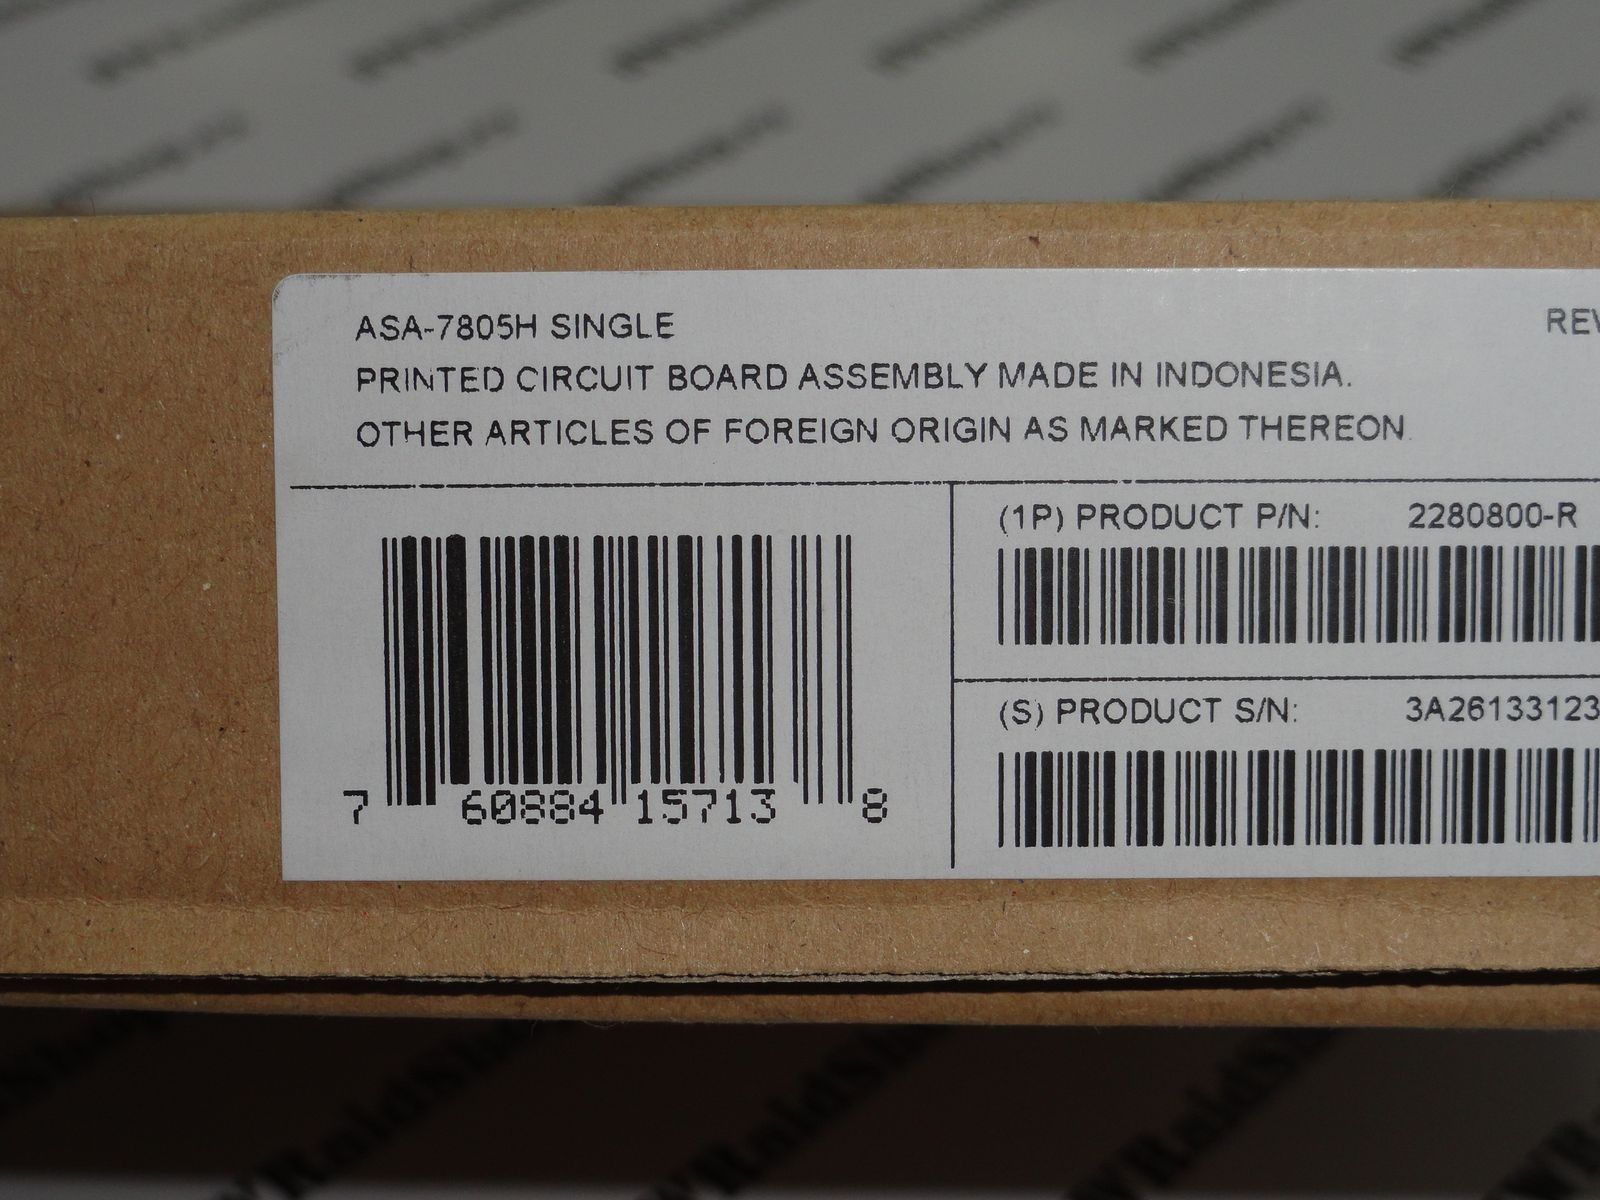 ASA-7805H SINGLE
REV
PRINTED CIRCUIT BOARD ASSEMBLY MADE IN INDONESIA.
OTHER ARTICLES OF FOREIGN ORIGIN AS MARKED THEREON.
(1P) PRODUCT P/N: 2280800-R
(S) PRODUCT S/N: 3A26133123
7 60884 15713 8